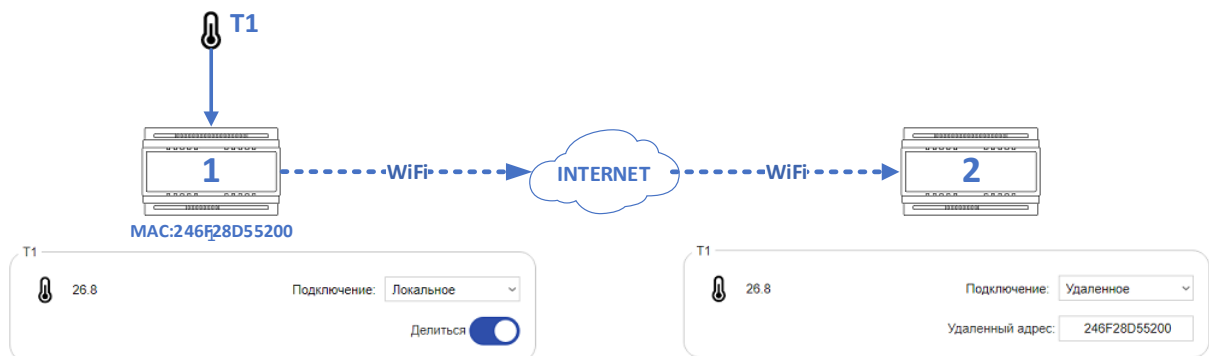 T1
1
WiFi
INTERNET
WiFi
2
MAC:246F28D55200
1
T1
26.8
Подключение:
Локальное
Делиться
T1
26.8
Подключение:
Удаленное
Удаленный адрес:
246F28D55200